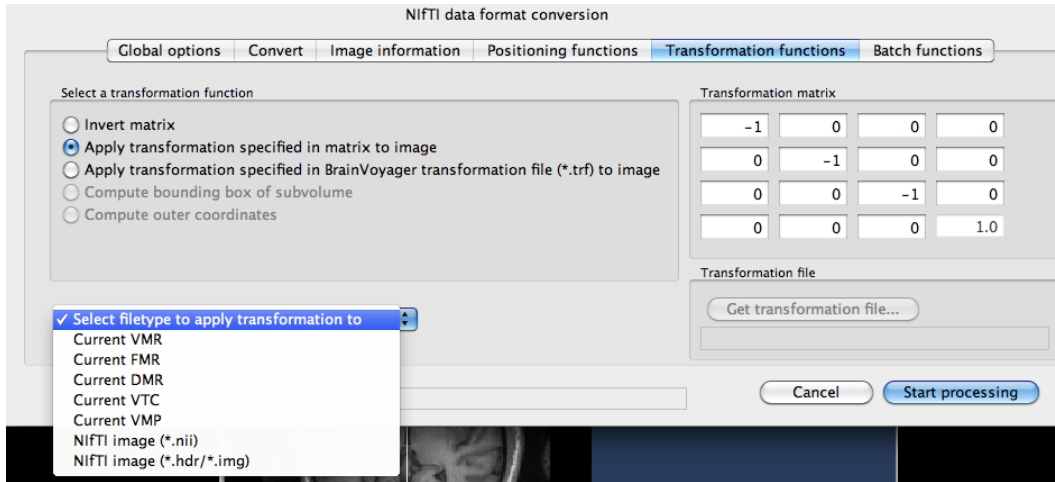 NIfTI data format conversion
Global options Convert Image information Positioning functions Transformation functions Batch functions
Select a transformation function
Invert matrix
Apply transformation specified in matrix to image
Apply transformation specified in BrainVoyager transformation file (*.trf) to image
Compute bounding box of subvolume
Compute outer coordinates
Transformation matrix
-1 0 0 0
0 -1 0 0
0 0 -1 0
0 0 0 1.0
Transformation file
Get transformation file...
✓ Select filetype to apply transformation to
Current VMR
Current FMR
Current DMR
Current VTC
Current VMP
NIfTI image (*.nii)
NIfTI image (*.hdr/*.img)
Cancel Start processing